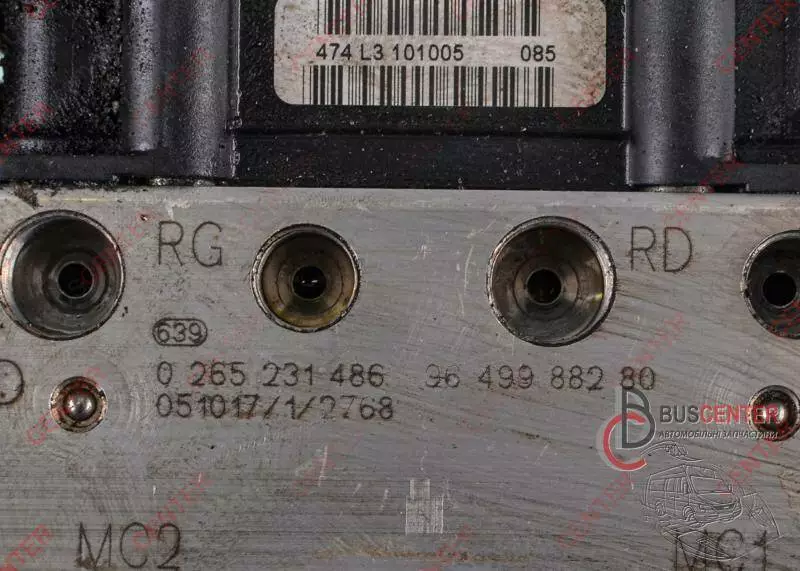 474 L3 101005 085
RG
RD
639
0 265 231 486 96 499 882 80
051017/1/2768
BUSCENTER
АВТОМОБІЛЬНІ ЗАПЧАСТИНИ
MC2
MC1